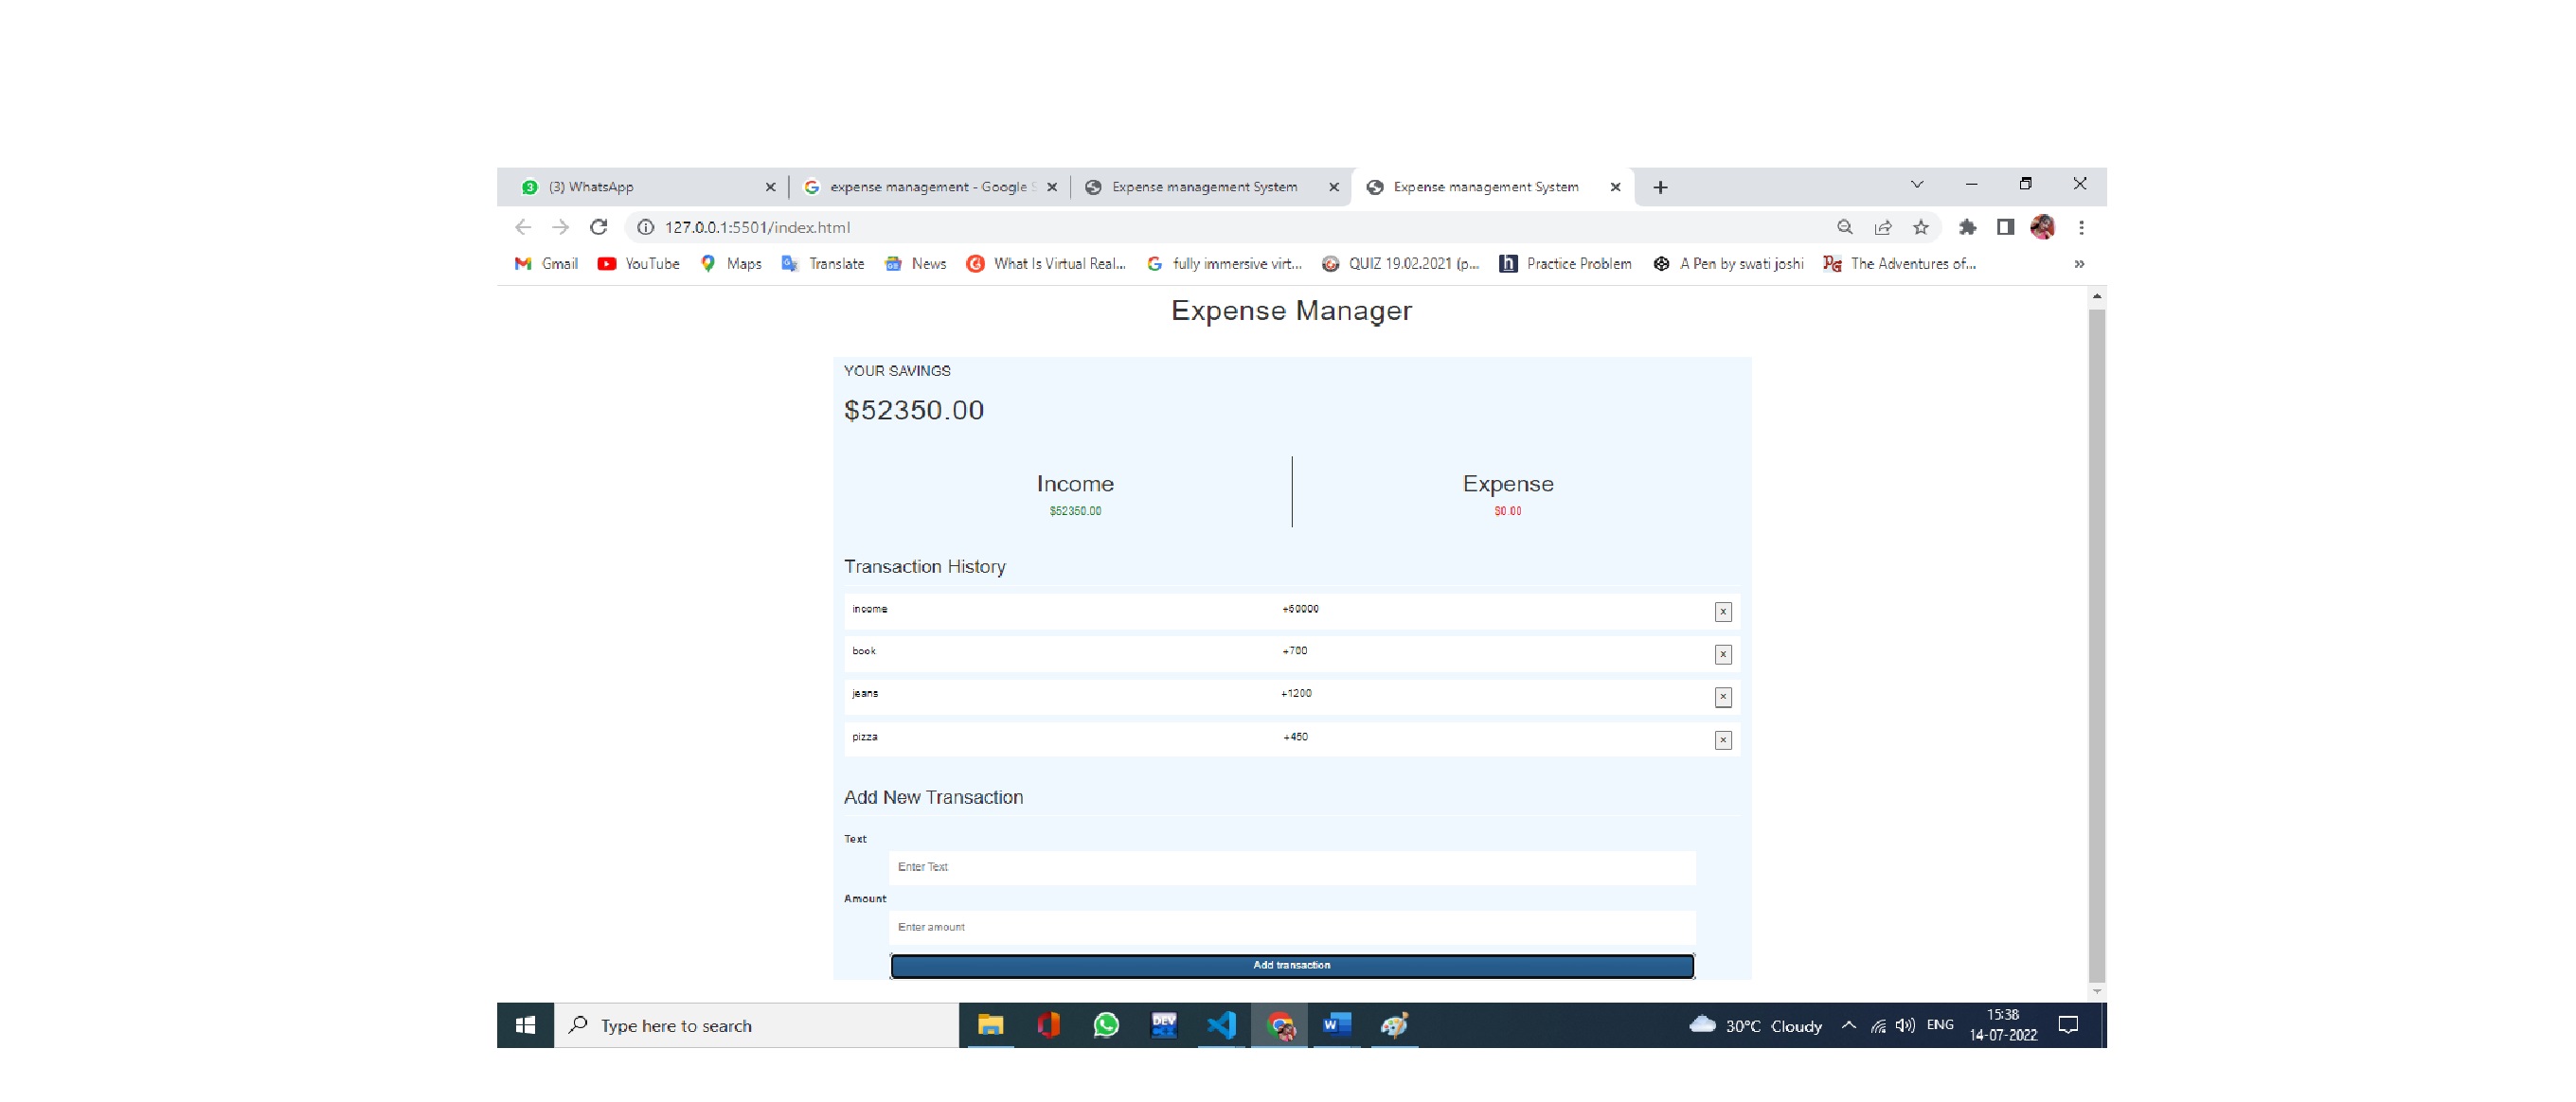 3 (3) WhatsApp expense management - Google S Expense management System Expense management System
127.0.0.1:5501/index.html
Gmail YouTube Maps Translate News What Is Virtual Real... fully immersive virt... QUIZ 19.02.2021 (p... Practice Problem A Pen by swati joshi The Adventures of... »
Expense Manager
YOUR SAVINGS
$52350.00
Income Expense
$52350.00 $0.00
Transaction History
income +50000 x
book +700 x
jeans +1200 x
pizza +450 x
Add New Transaction
Text
Enter Text
Amount
Enter amount
Add transaction
Type here to search DEV 30°C Cloudy ENG 15:38
14-07-2022